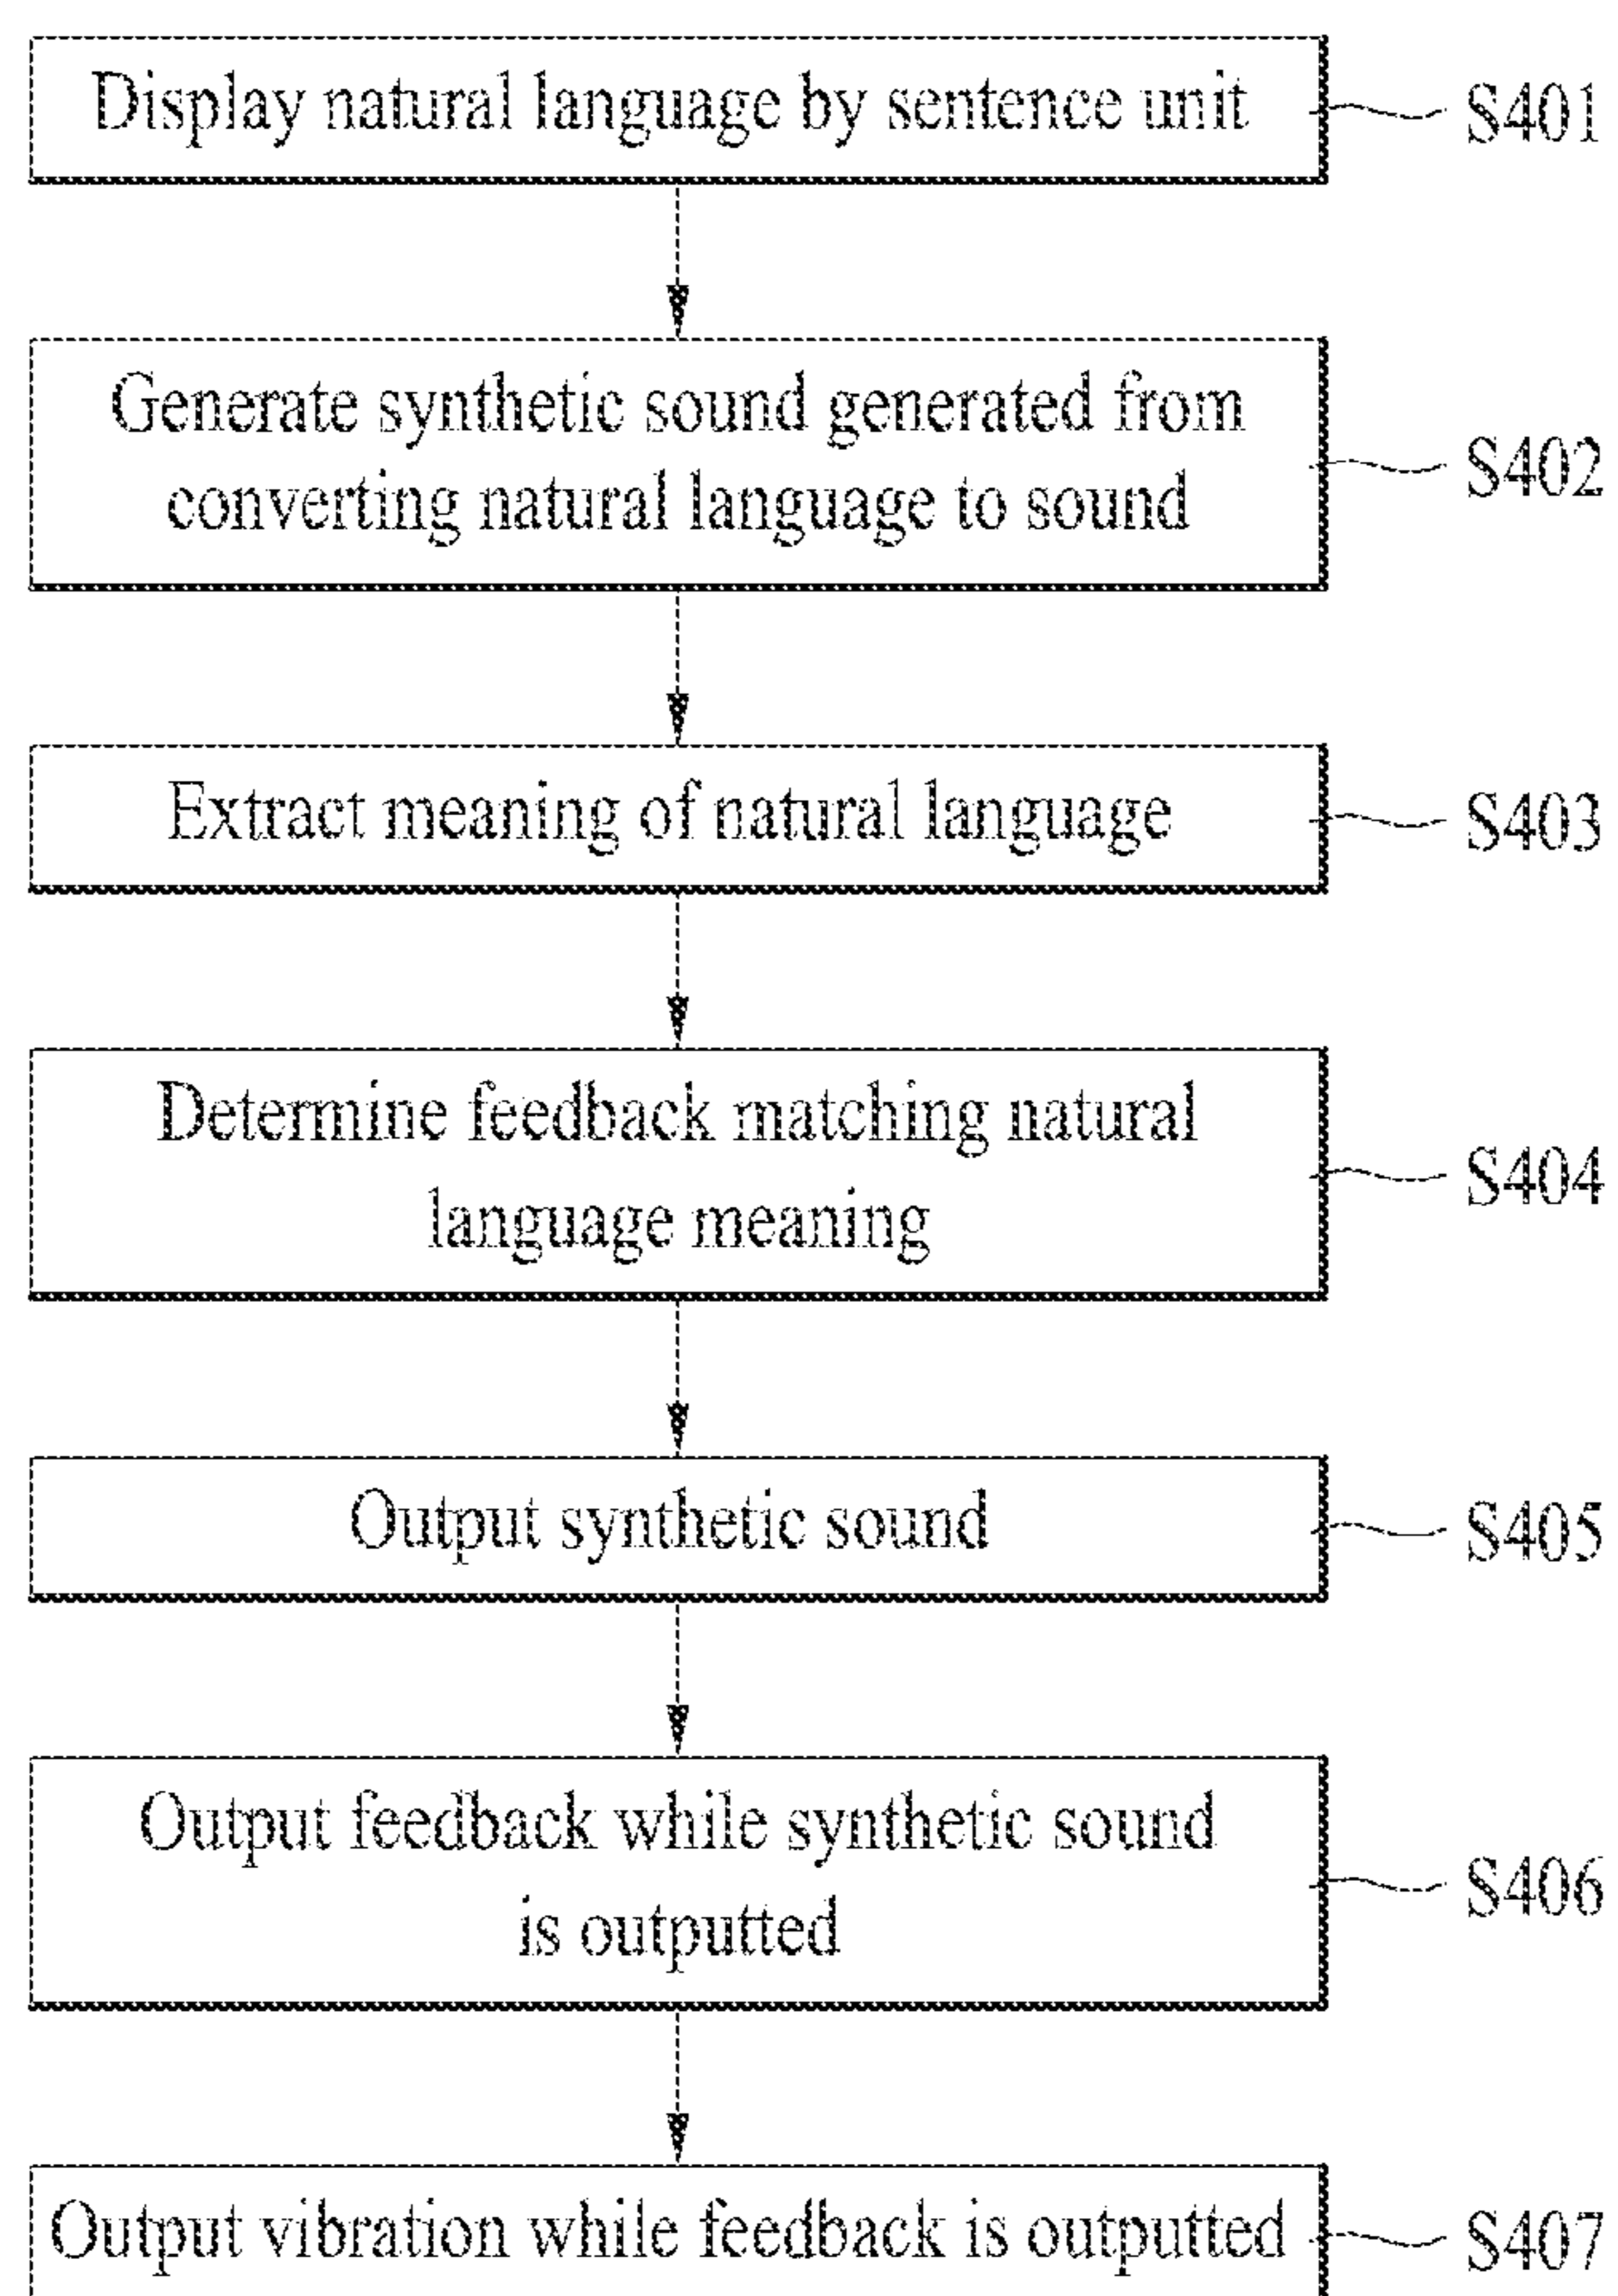 Display natural language by sentence unit
S401
Generate synthetic sound generated from
converting natural language to sound
S402
Extract meaning of natural language
S403
Determine feedback matching natural
language meaning
S404
Output synthetic sound
S405
Output feedback while synthetic sound
is outputted
S406
Output vibration while feedback is outputted
S407